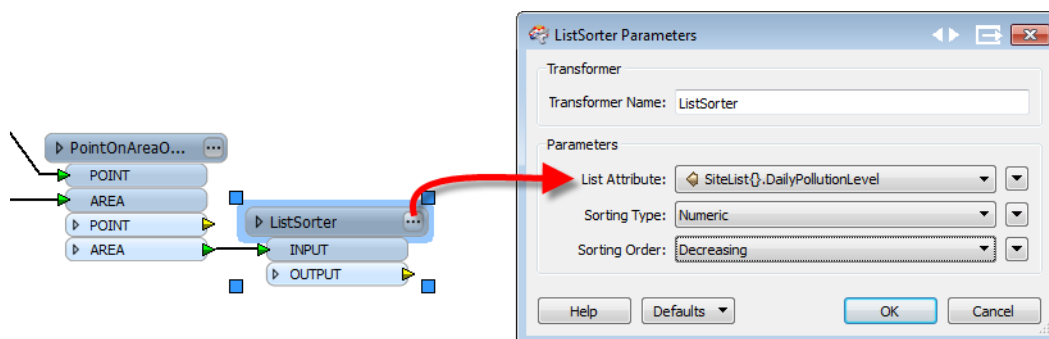 PointOnAreaO...
POINT
AREA
POINT
AREA
ListSorter
INPUT
OUTPUT
ListSorter Parameters
Transformer
Transformer Name: ListSorter
Parameters
List Attribute: SiteList{}.DailyPollutionLevel
Sorting Type: Numeric
Sorting Order: Decreasing
Help Defaults OK Cancel